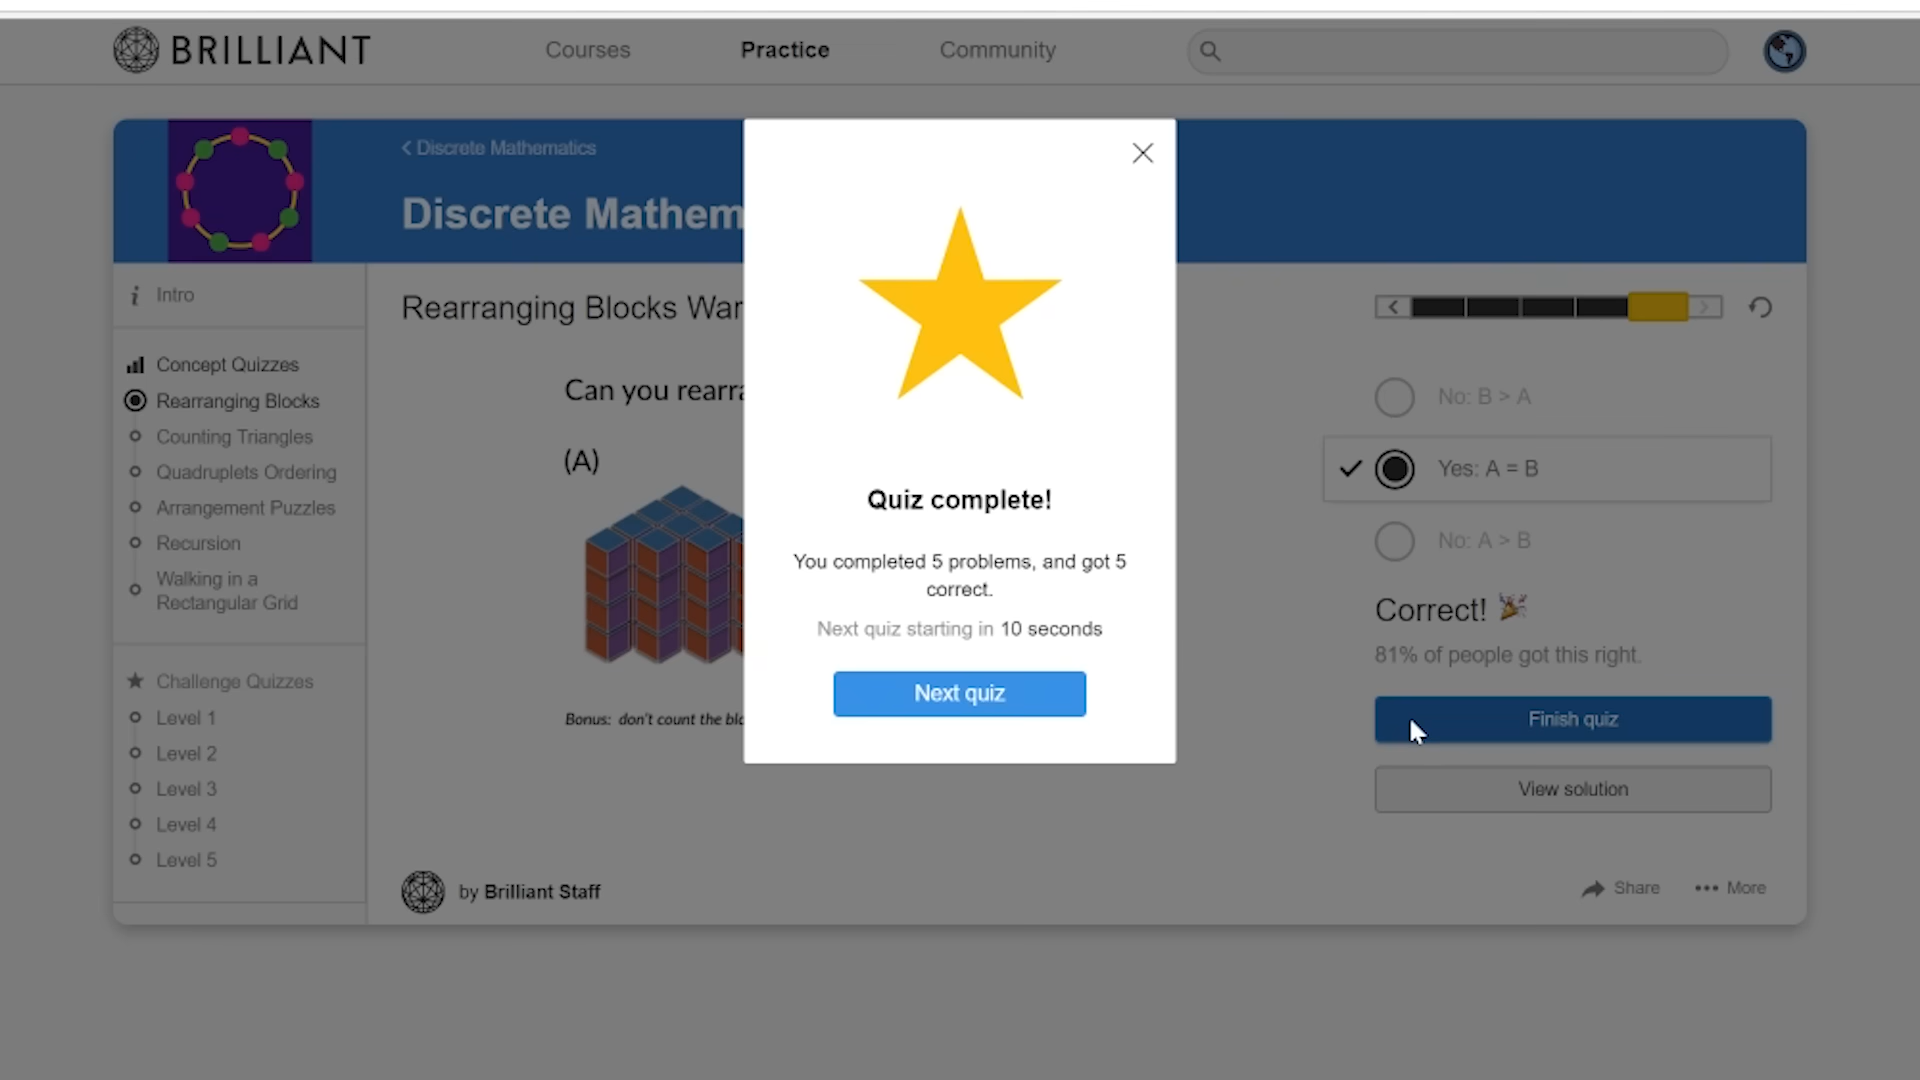 BRILLIANT
Courses
Practice
Community
< Discrete Mathematics
Discrete Mathem
Intro
Concept Quizzes
Rearranging Blocks
Counting Triangles
Quadruplets Ordering
Arrangement Puzzles
Recursion
Walking in a
Rectangular Grid
Challenge Quizzes
Level 1
Level 2
Level 3
Level 4
Level 5
Rearranging Blocks War
Can you rearra
(A)
Bonus: don't count the blo
by Brilliant Staff
Quiz complete!
You completed 5 problems, and got 5
correct.
Next quiz starting in 10 seconds
Next quiz
No: B > A
Yes: A = B
No: A > B
Correct!
81% of people got this right.
Finish quiz
View solution
Share
More